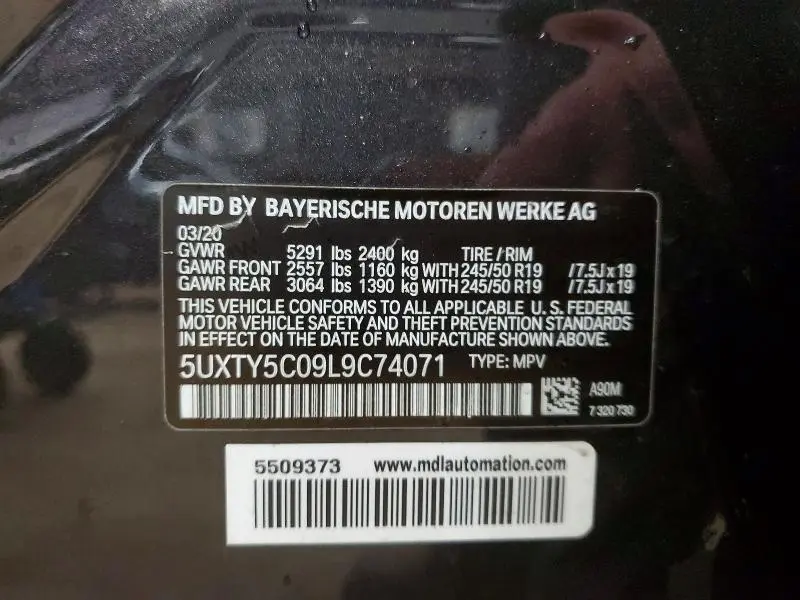 MFD BY BAYERISCHE MOTOREN WERKE AG
03/20
GVWR 5291 lbs 2400 kg TIRE / RIM
GAWR FRONT 2557 lbs 1160 kg WITH 245/50 R19 /7.5J x 19
GAWR REAR 3064 lbs 1390 kg WITH 245/50 R19 /7.5J x 19
THIS VEHICLE CONFORMS TO ALL APPLICABLE U. S. FEDERAL
MOTOR VEHICLE SAFETY AND THEFT PREVENTION STANDARDS
IN EFFECT ON THE DATE OF MANUFACTURE SHOWN ABOVE.
5UXTY5C09L9C74071 TYPE: MPV
A90M
7 320 730
5509373 www.mdlautomation.com